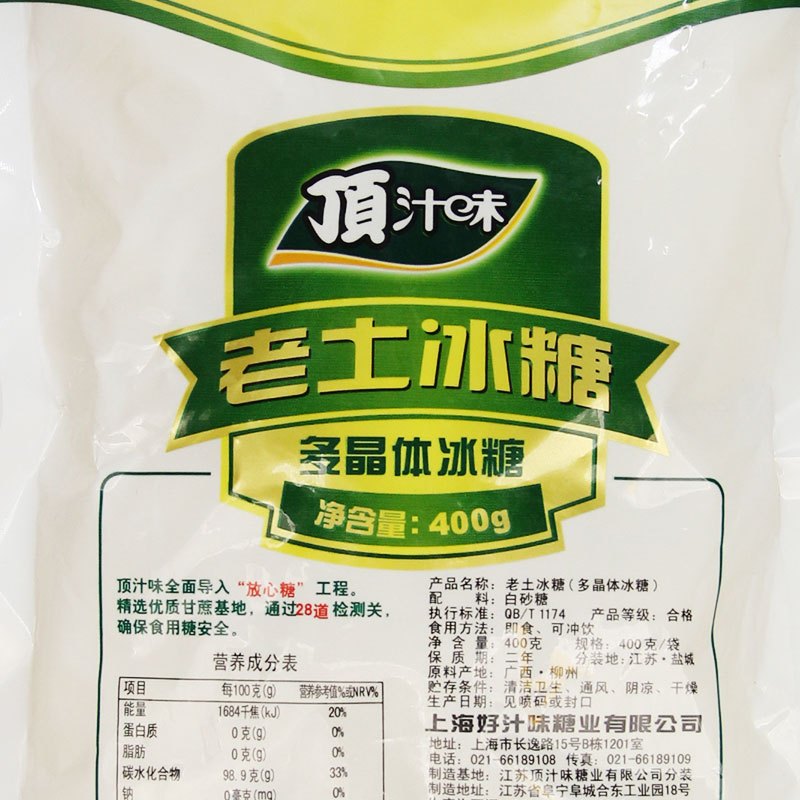 頂汁味
老土冰糖
多晶体冰糖
净含量：400g
顶汁味全面导入“放心糖”工程。
精选优质甘蔗基地，通过28道检测关，
确保食用糖安全。
营养成分表
项目 每100克(g) 营养参考值%或NRV%
能量 1684千焦(kJ) 20%
蛋白质 0克(g) 0%
脂肪 0克(g) 0%
碳水化合物 98.9克(g) 33%
钠 0毫克(mg) 0%
产品名称：老土冰糖（多晶体冰糖）
配 料：白砂糖
执行标准：QB/T 1174 产品等级：合格
食用方法：即食、可冲饮
净 含 量：400克 规格：400克/袋
保 质 期：二年 分装地：江苏·盐城
原料产地：广西·柳州
贮存条件：清洁卫生、通风、阴凉、干燥
生产日期：见喷码或封口
上海好汁味糖业有限公司
地址：上海市长逸路15号B栋1201室
电话：021-66189108 传真：021-66189109
制造基地：江苏顶汁味糖业有限公司分装
制造地址：江苏省阜宁阜城合东工业园18号